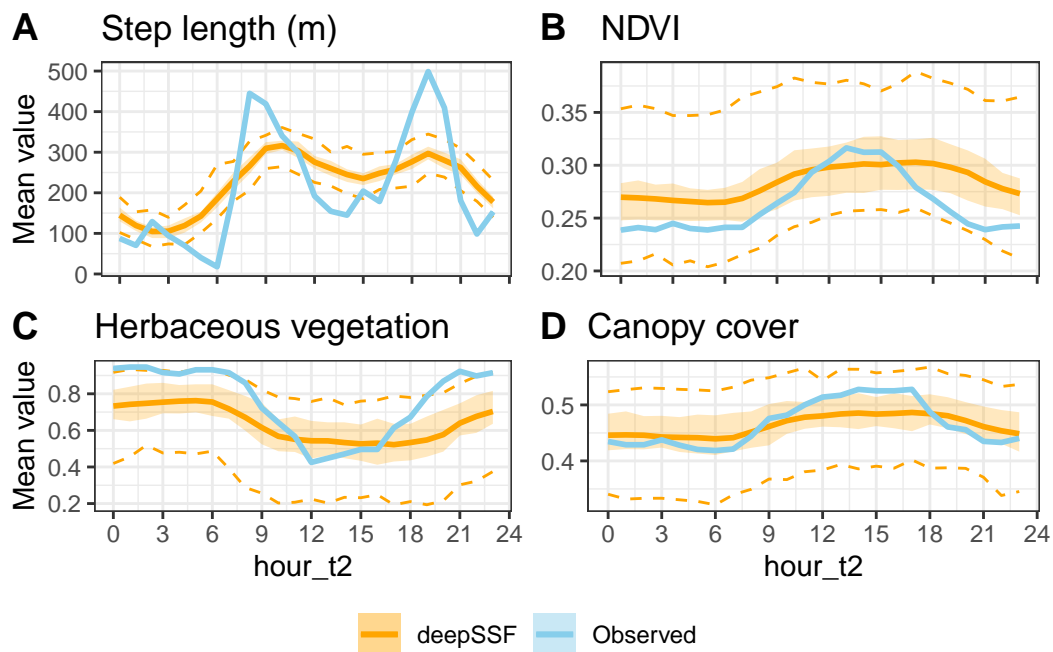 A Step length (m)
B NDVI
Mean value
500
400
300
200
100
0
0.35
0.30
0.25
0.20
C Herbaceous vegetation
D Canopy cover
Mean value
0.8
0.6
0.4
0.2
0.5
0.4
0 3 6 9 12 15 18 21 24
0 3 6 9 12 15 18 21 24
hour_t2
hour_t2
deepSSF Observed